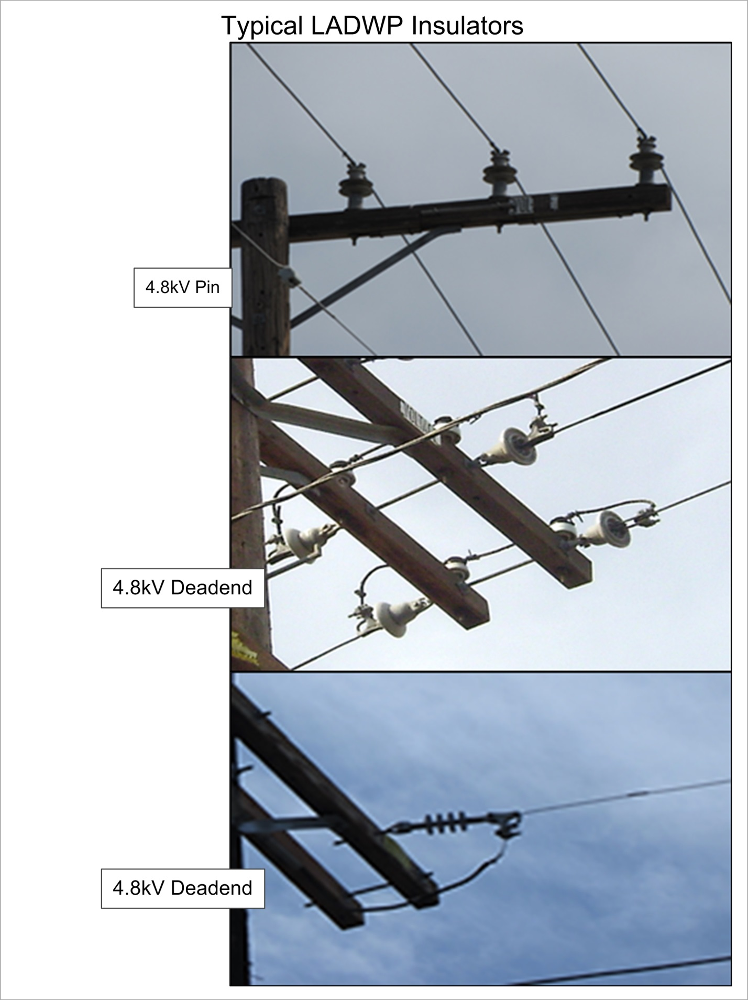 Typical LADWP Insulators
4.8kV Pin
4.8kV Deadend
4.8kV Deadend